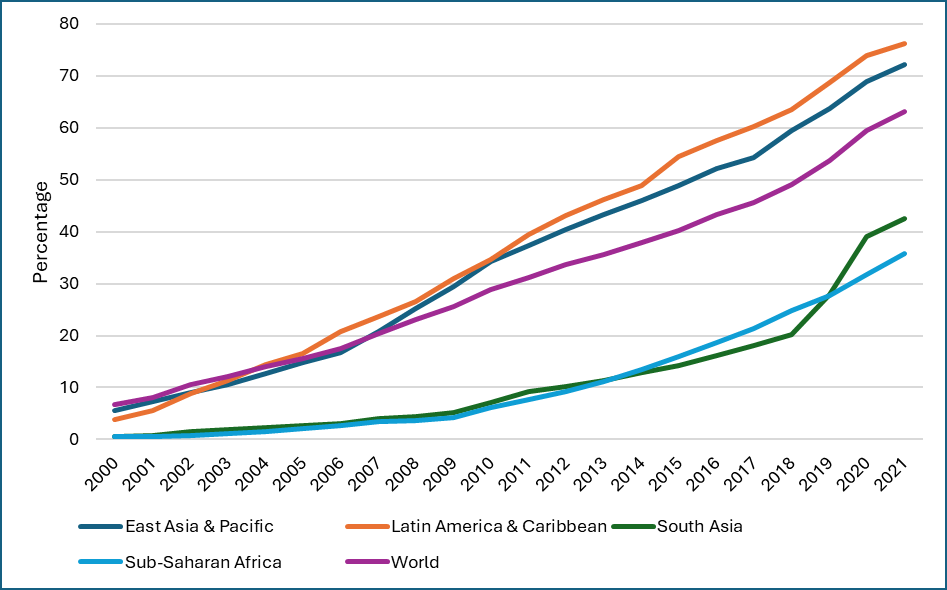 80
70
60
50
40
30
20
10
0
Percentage
2000 2001 2002 2003 2004 2005 2006 2007 2008 2009 2010 2011 2012 2013 2014 2015 2016 2017 2018 2019 2020 2021
East Asia & Pacific Latin America & Caribbean South Asia
Sub-Saharan Africa World